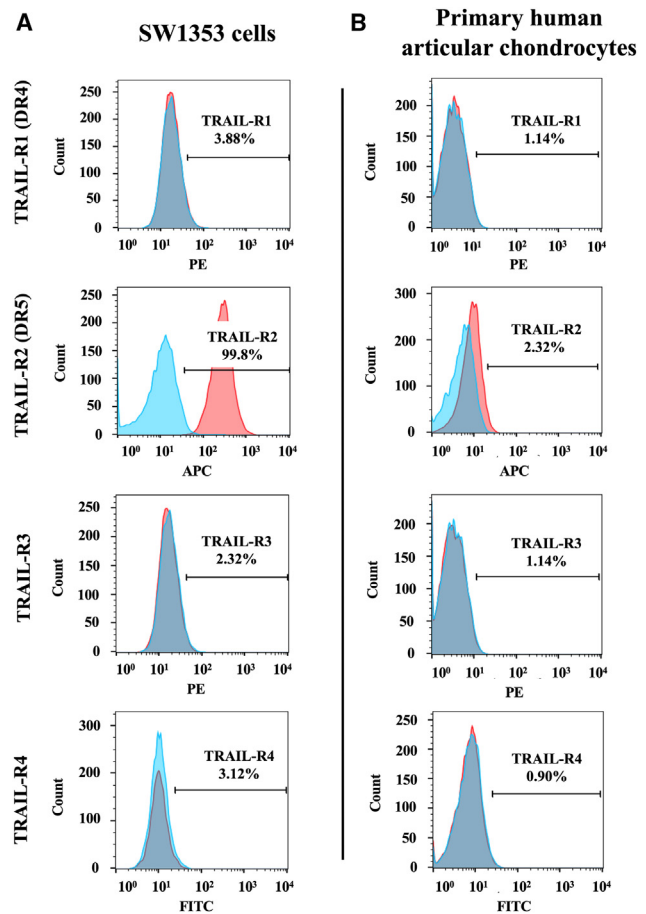 A
SW1353 cells
B
Primary human
articular chondrocytes
TRAIL-R1 (DR4)
Count
250
200
150
100
50
0
TRAIL-R1
3.88%
10⁰ 10¹ 10² 10³ 10⁴
PE
Count
200
150
100
50
0
TRAIL-R1
1.14%
10⁰ 10¹ 10² 10³ 10⁴
PE
TRAIL-R2 (DR5)
Count
250
200
150
100
50
0
TRAIL-R2
99.8%
10⁰ 10¹ 10² 10³ 10⁴
APC
Count
300
200
100
0
TRAIL-R2
2.32%
10⁰ 10¹ 10² 10³ 10⁴
APC
TRAIL-R3
Count
250
200
150
100
50
0
TRAIL-R3
2.32%
10⁰ 10¹ 10² 10³ 10⁴
PE
Count
200
150
100
50
0
TRAIL-R3
1.14%
10⁰ 10¹ 10² 10³ 10⁴
PE
TRAIL-R4
Count
300
200
100
0
TRAIL-R4
3.12%
10⁰ 10¹ 10² 10³ 10⁴
FITC
Count
250
200
150
100
50
0
TRAIL-R4
0.90%
10⁰ 10¹ 10² 10³ 10⁴
FITC